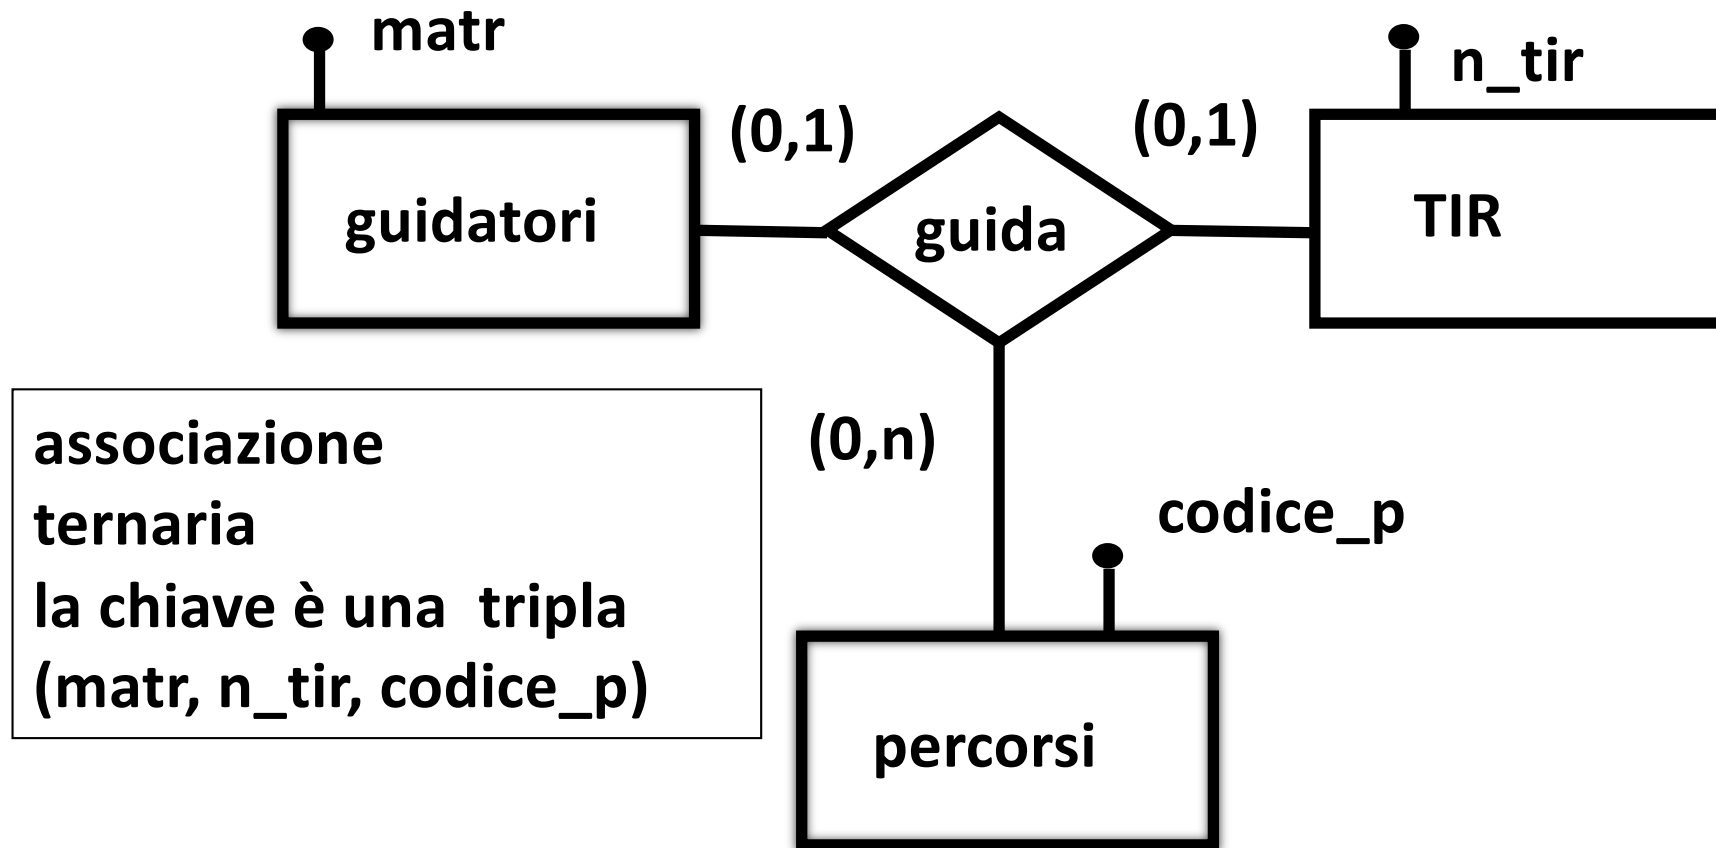 matr
n_tir
(0,1)
(0,1)
guidatori
guida
TIR
associazione
ternaria
la chiave è una tripla
(matr, n_tir, codice_p)
(0,n)
codice_p
percorsi